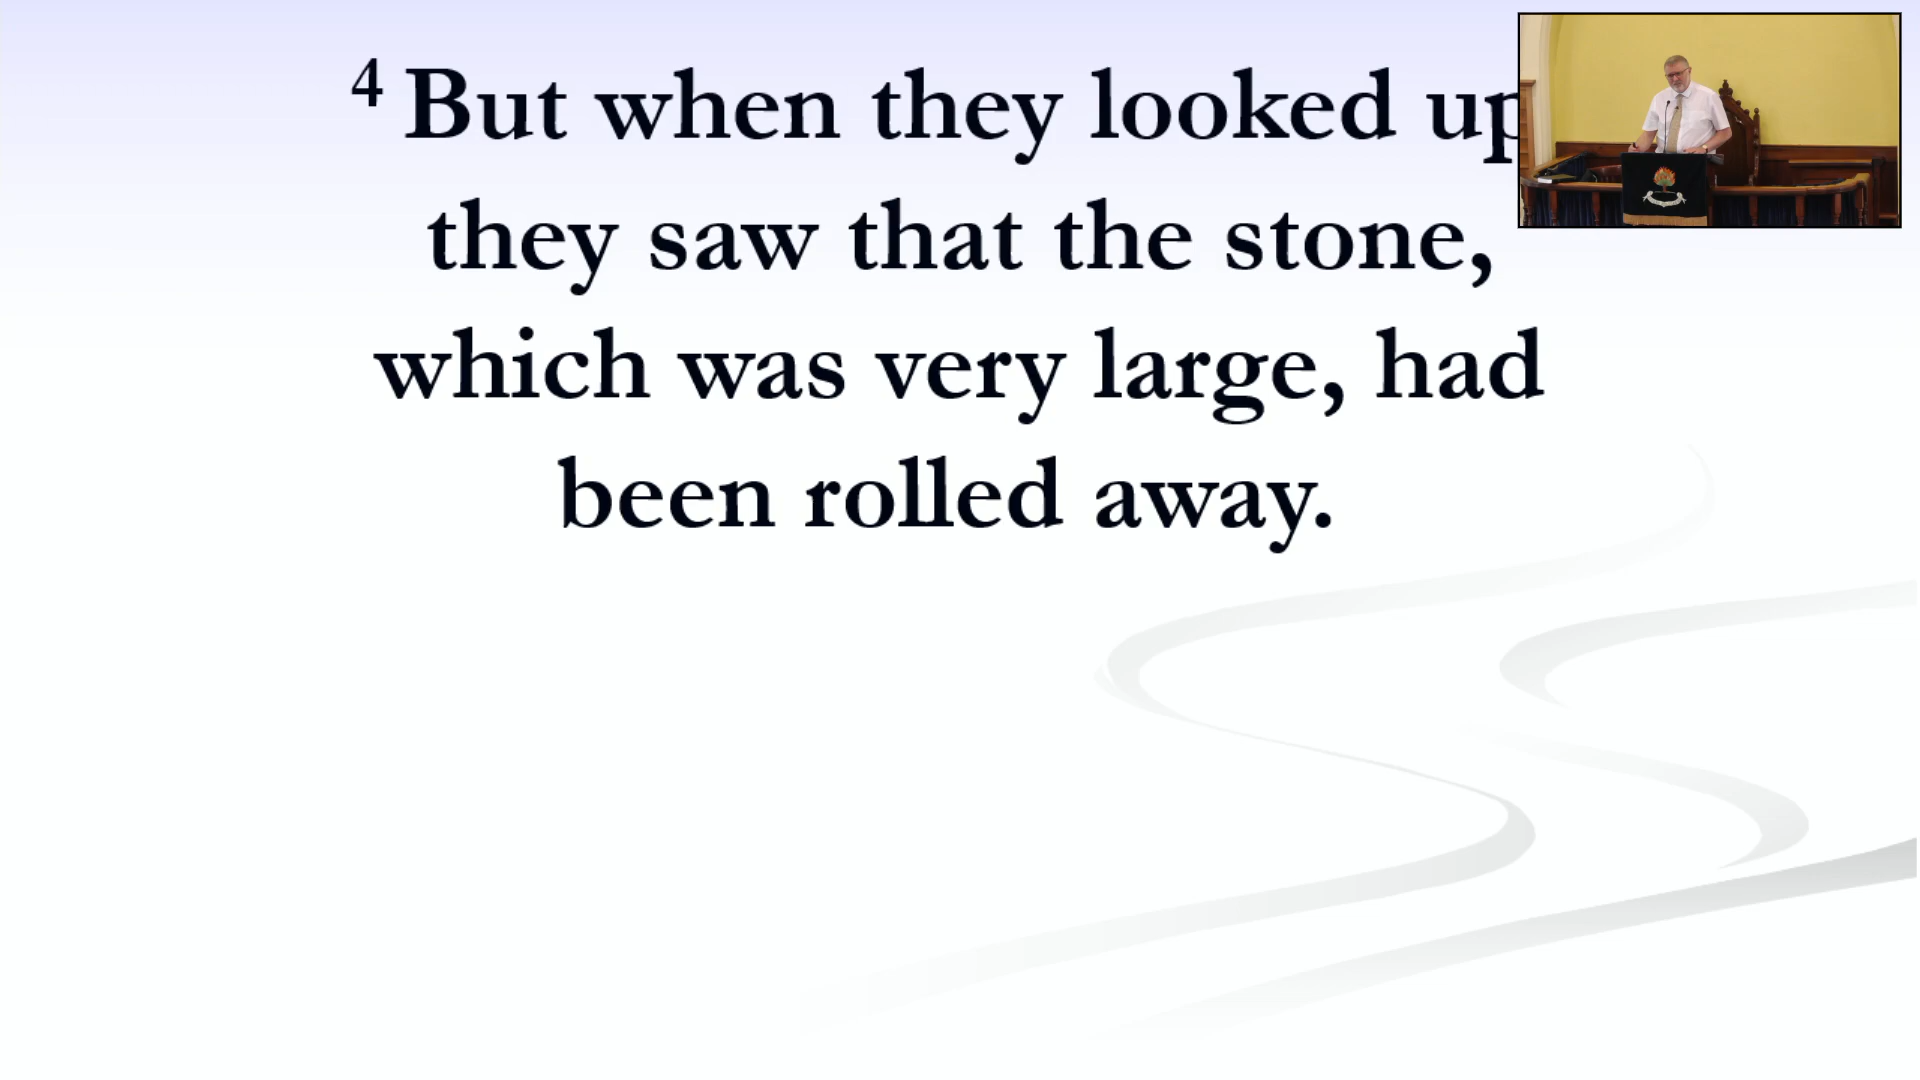 4 But when they looked up
they saw that the stone,
which was very large, had
been rolled away.